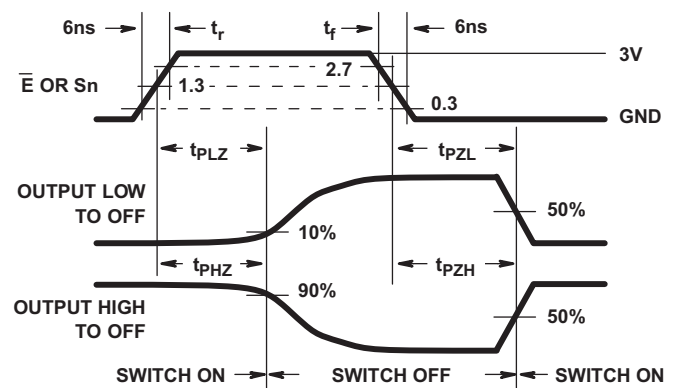 6ns tr tf 6ns
3V
2.7
E̅ OR Sn 1.3
0.3
GND
tPLZ tPZL
OUTPUT LOW
TO OFF
50%
10%
tPHZ tPZH
90%
OUTPUT HIGH
TO OFF
50%
SWITCH ON SWITCH OFF SWITCH ON